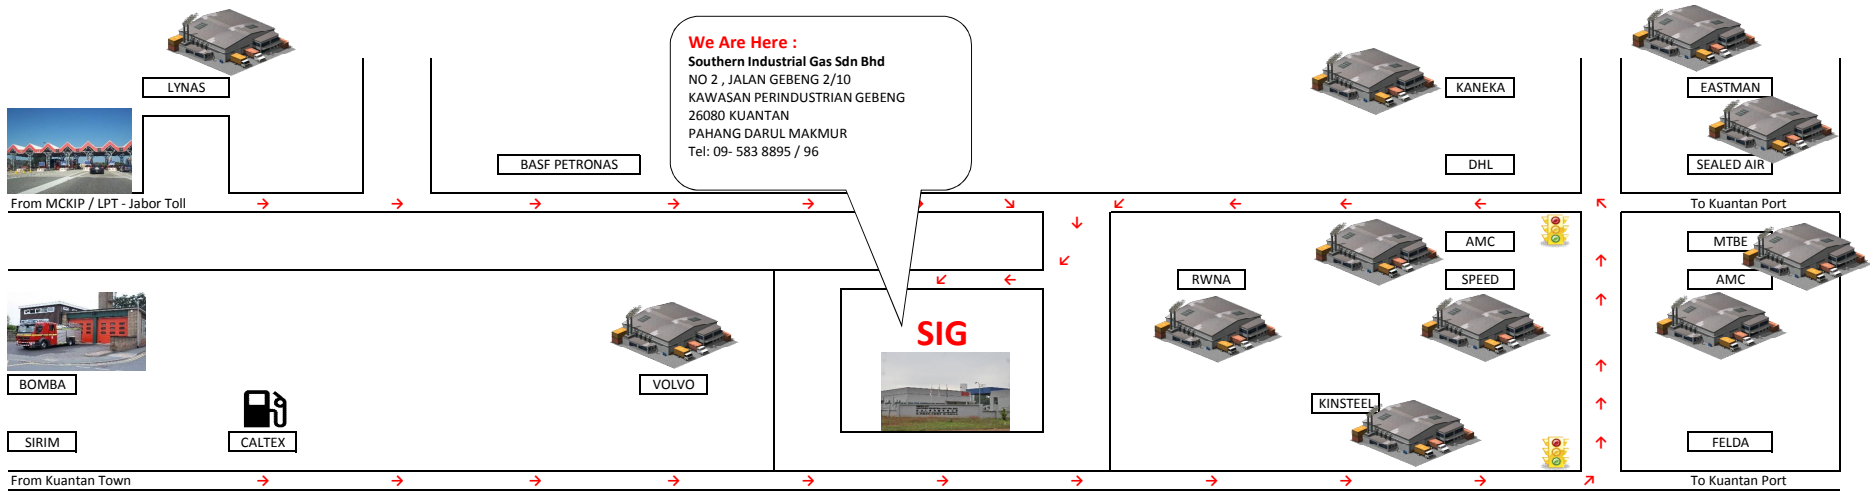 We Are Here :
Southern Industrial Gas Sdn Bhd
NO 2 , JALAN GEBENG 2/10
KAWASAN PERINDUSTRIAN GEBENG
26080 KUANTAN
PAHANG DARUL MAKMUR
Tel: 09- 583 8895 / 96
LYNAS
KANEKA
EASTMAN
BASF PETRONAS
DHL
SEALED AIR
From MCKIP / LPT - Jabor Toll
To Kuantan Port
AMC
MTBE
RWNA
SPEED
AMC
SIG
BOMBA
VOLVO
KINSTEEL
SIRIM
CALTEX
FELDA
From Kuantan Town
To Kuantan Port